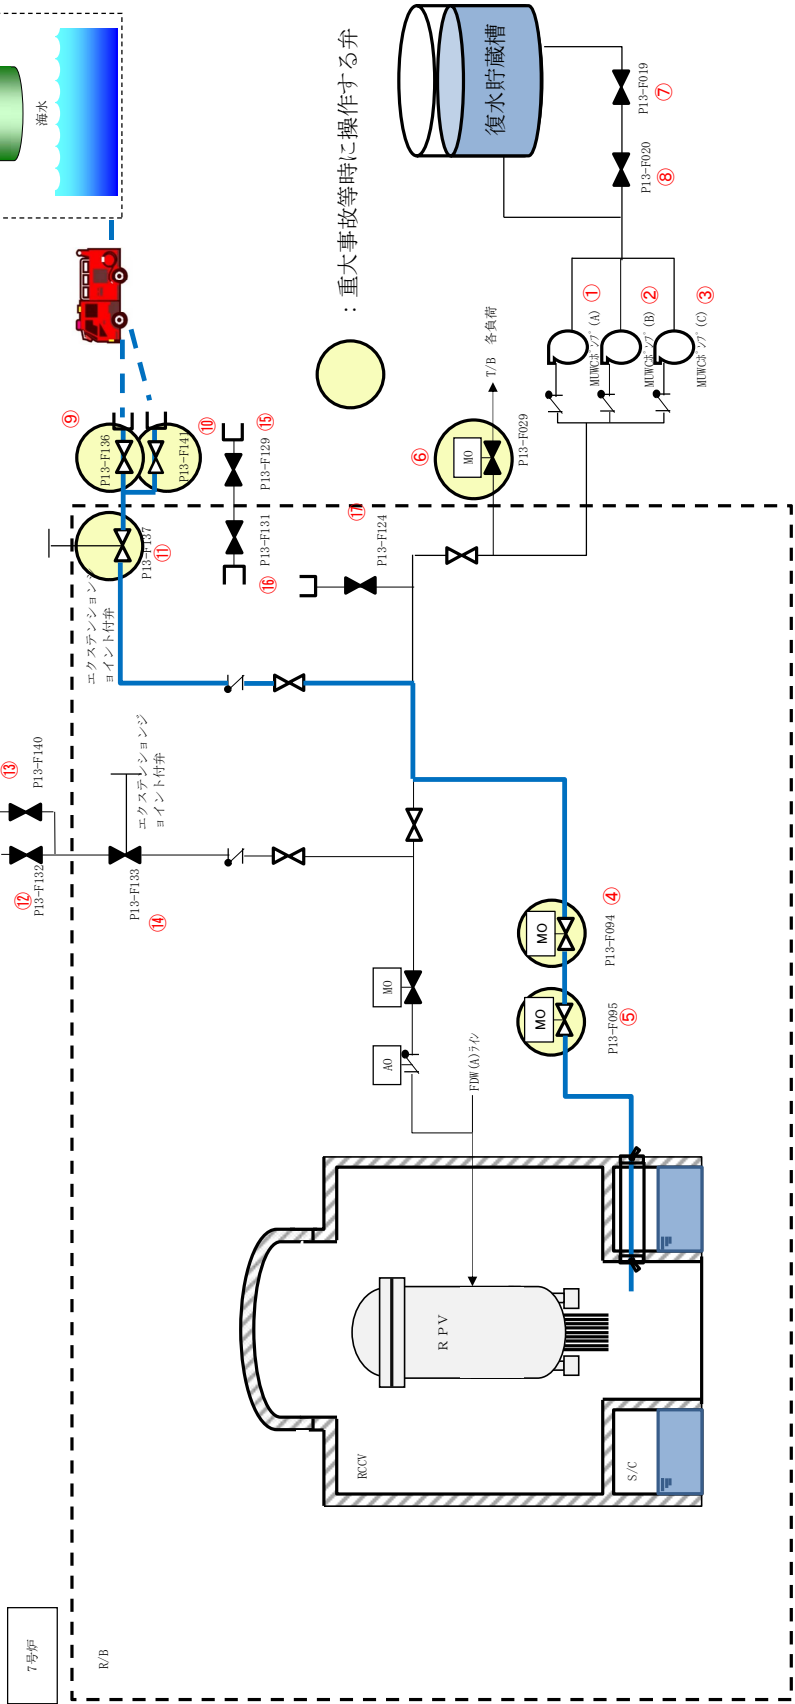 7号炉
R/B
RCCV
S/C
RPV
FDW(A)ライン
AO
MO
MO
P13-F095
⑤
MO
P13-F094
④
⑫
P13-F132
⑬
P13-F140
P13-F133
⑭
エクステンションジ
ョイント付弁
エクステンションジ
ョイント付弁
P13-F137
⑪
⑨
P13-F136
P13-F141
⑩
⑮
P13-F129
P13-F131
⑯
⑰
P13-F124
⑥
MO
P13-F029
T/B 各負荷
MUWCポンプ(A)
①
MUWCポンプ(B)
②
MUWCポンプ(C)
③
P13-F020
⑧
P13-F019
⑦
復水貯蔵槽
：重大事故等時に操作する弁
海水